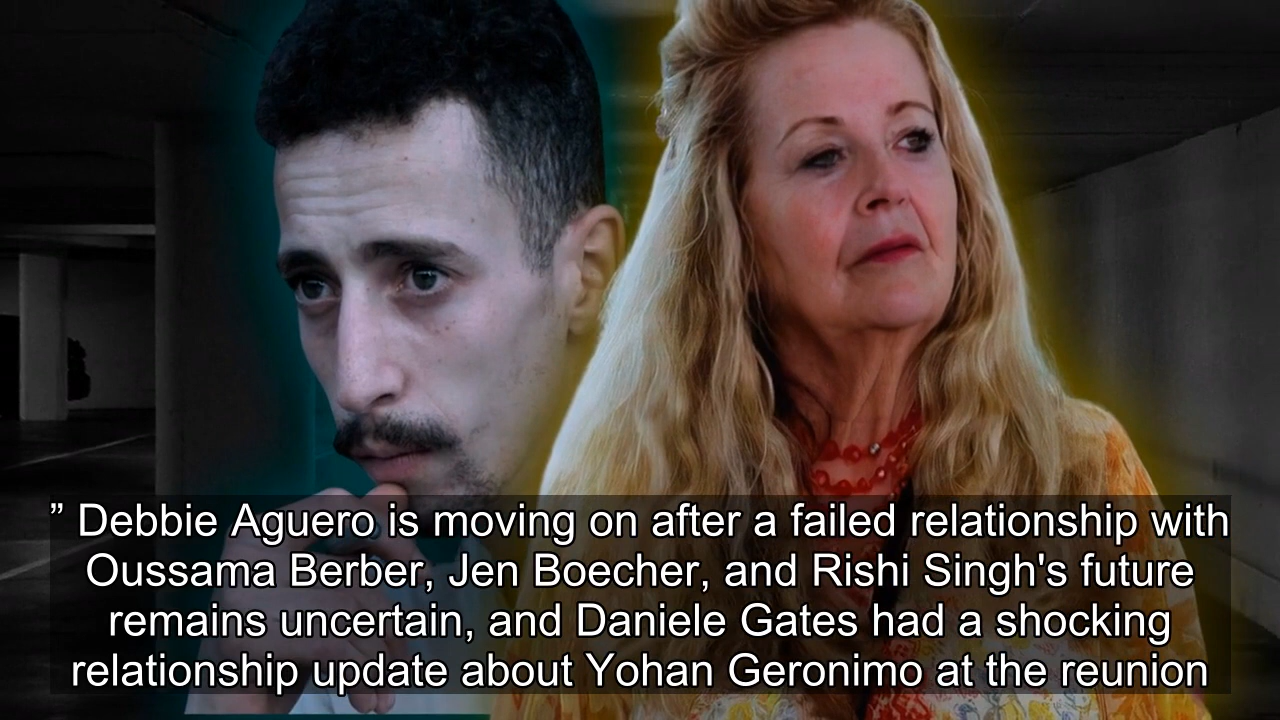 ” Debbie Aguero is moving on after a failed relationship with
Oussama Berber, Jen Boecher, and Rishi Singh's future
remains uncertain, and Daniele Gates had a shocking
relationship update about Yohan Geronimo at the reunion